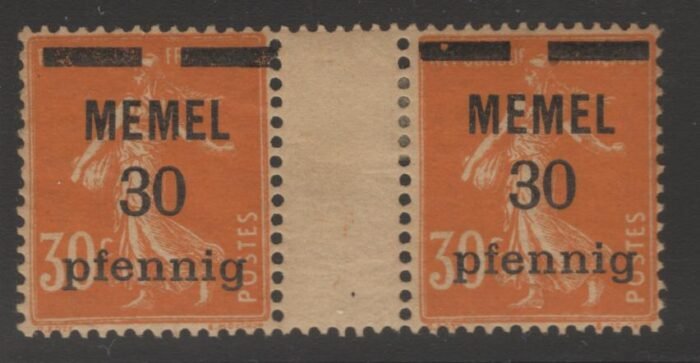 MEMEL
30
30c
pfennig
POSTES
MEMEL
30
30c
pfennig
POSTES